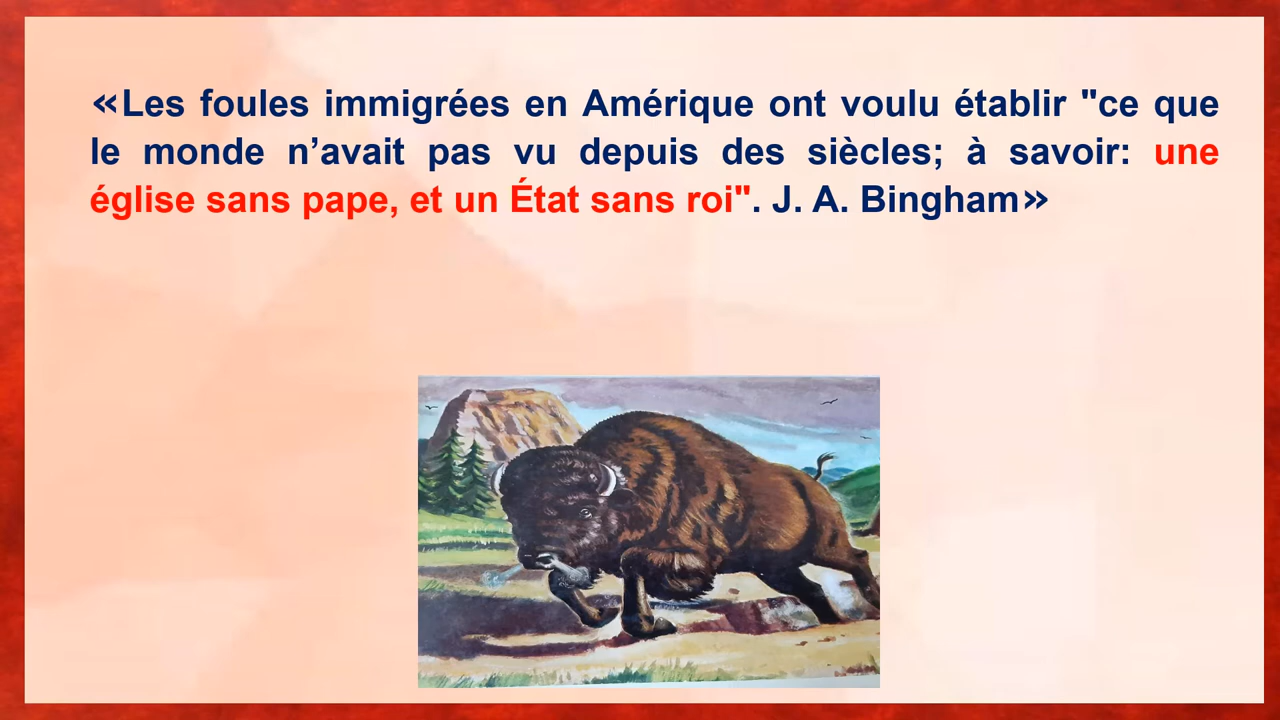 «Les foules immigrées en Amérique ont voulu établir "ce que
le monde n’avait pas vu depuis des siècles; à savoir: une
église sans pape, et un État sans roi". J. A. Bingham»